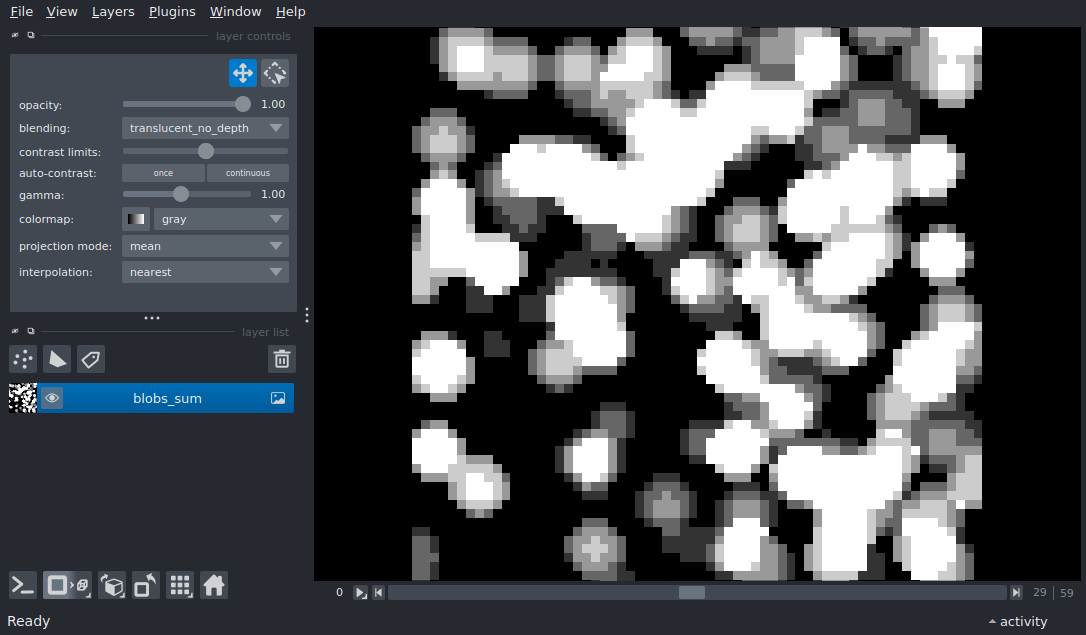 File View Layers Plugins Window Help
layer controls
opacity: 1.00
blending: translucent_no_depth
contrast limits:
auto-contrast: once continuous
gamma: 1.00
colormap: gray
projection mode: mean
interpolation: nearest
layer list
blobs_sum
0 29 59
Ready activity